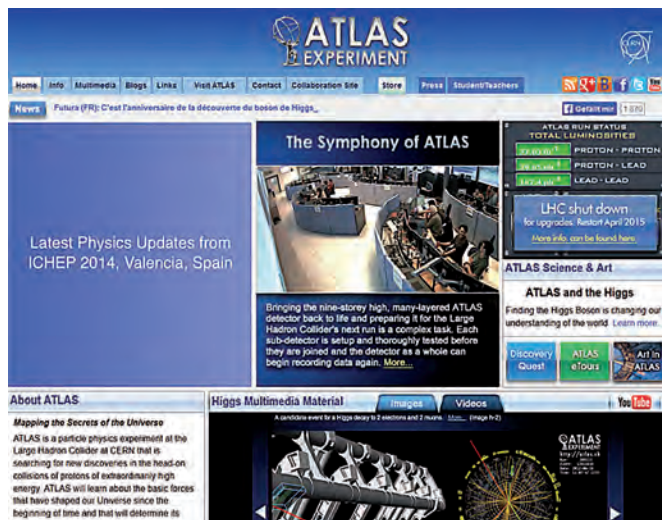 ATLAS
EXPERIMENT
CERN
Home Info Multimedia Blogs Links Visit ATLAS Contact Collaboration Site Store Press Student/Teachers
News Futura (FR): C'est l'anniversaire de la découverte du boson de Higgs_
Gefällt mir
Latest Physics Updates from
ICHEP 2014, Valencia, Spain
The Symphony of ATLAS
Bringing the nine-storey high, many-layered ATLAS
detector back to life and preparing it for the Large
Hadron Collider's next run is a complex task. Each
sub-detector is setup and thoroughly tested before
they are joined and the detector as a whole can
begin recording data again. More...
ATLAS RUN STATUS
TOTAL LUMINOSITIES
PROTON - PROTON
PROTON - LEAD
LEAD - LEAD
LHC shut down
for upgrades. Restart April 2015
More info. can be found here.
ATLAS Science & Art
ATLAS and the Higgs
Finding the Higgs Boson is changing our
understanding of the world. Learn more.
Discovery
Quest
ATLAS
eTours
Art in
ATLAS
About ATLAS
Mapping the Secrets of the Universe
ATLAS is a particle physics experiment at the
Large Hadron Collider at CERN that is
searching for new discoveries in the head-on
collisions of protons of extraordinarily high
energy. ATLAS will learn about the basic forces
that have shaped our Universe since the
beginning of time and that will determine its
Higgs Multimedia Material Images Videos YouTube
A candidate event for a Higgs decay to 2 electrons and 2 muons. More... (Image h-2)
ATLAS
EXPERIMENT
http://atlas.ch